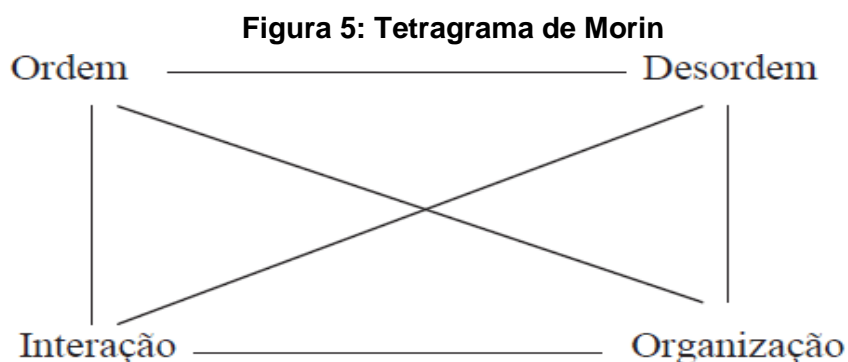 Figura 5: Tetragrama de Morin
Ordem Desordem
Interação Organização